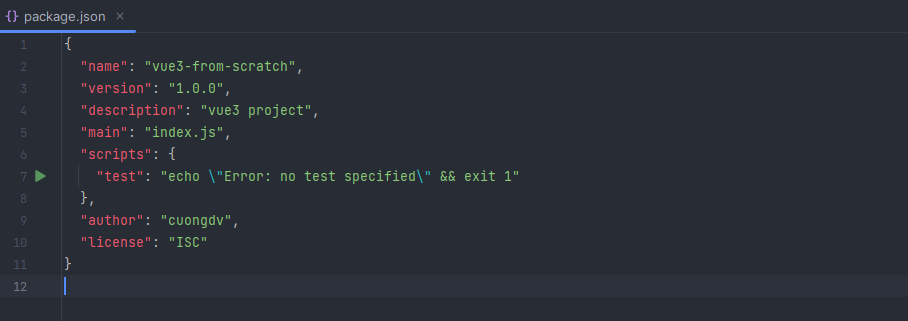 {} package.json ×
1 {
2 "name": "vue3-from-scratch",
3 "version": "1.0.0",
4 "description": "vue3 project",
5 "main": "index.js",
6 "scripts": {
7 "test": "echo \"Error: no test specified\" && exit 1"
8 },
9 "author": "cuongdv",
10 "license": "ISC"
11 }
12